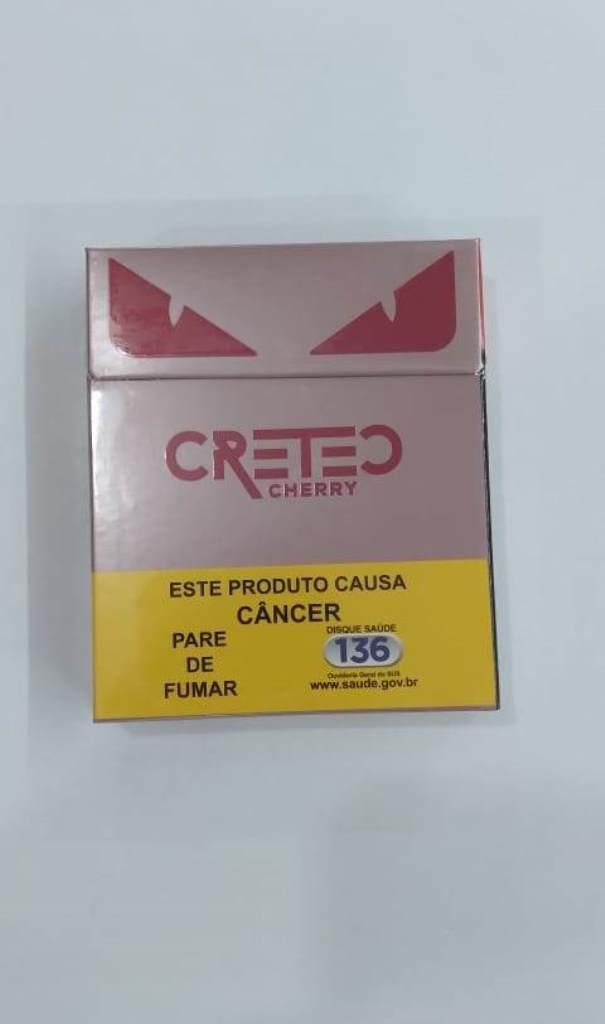 CRETEC
CHERRY
ESTE PRODUTO CAUSA
CÂNCER
PARE
DE
FUMAR
DISQUE SAÚDE
136
Ouvidoria Geral do SUS
www.saude.gov.br